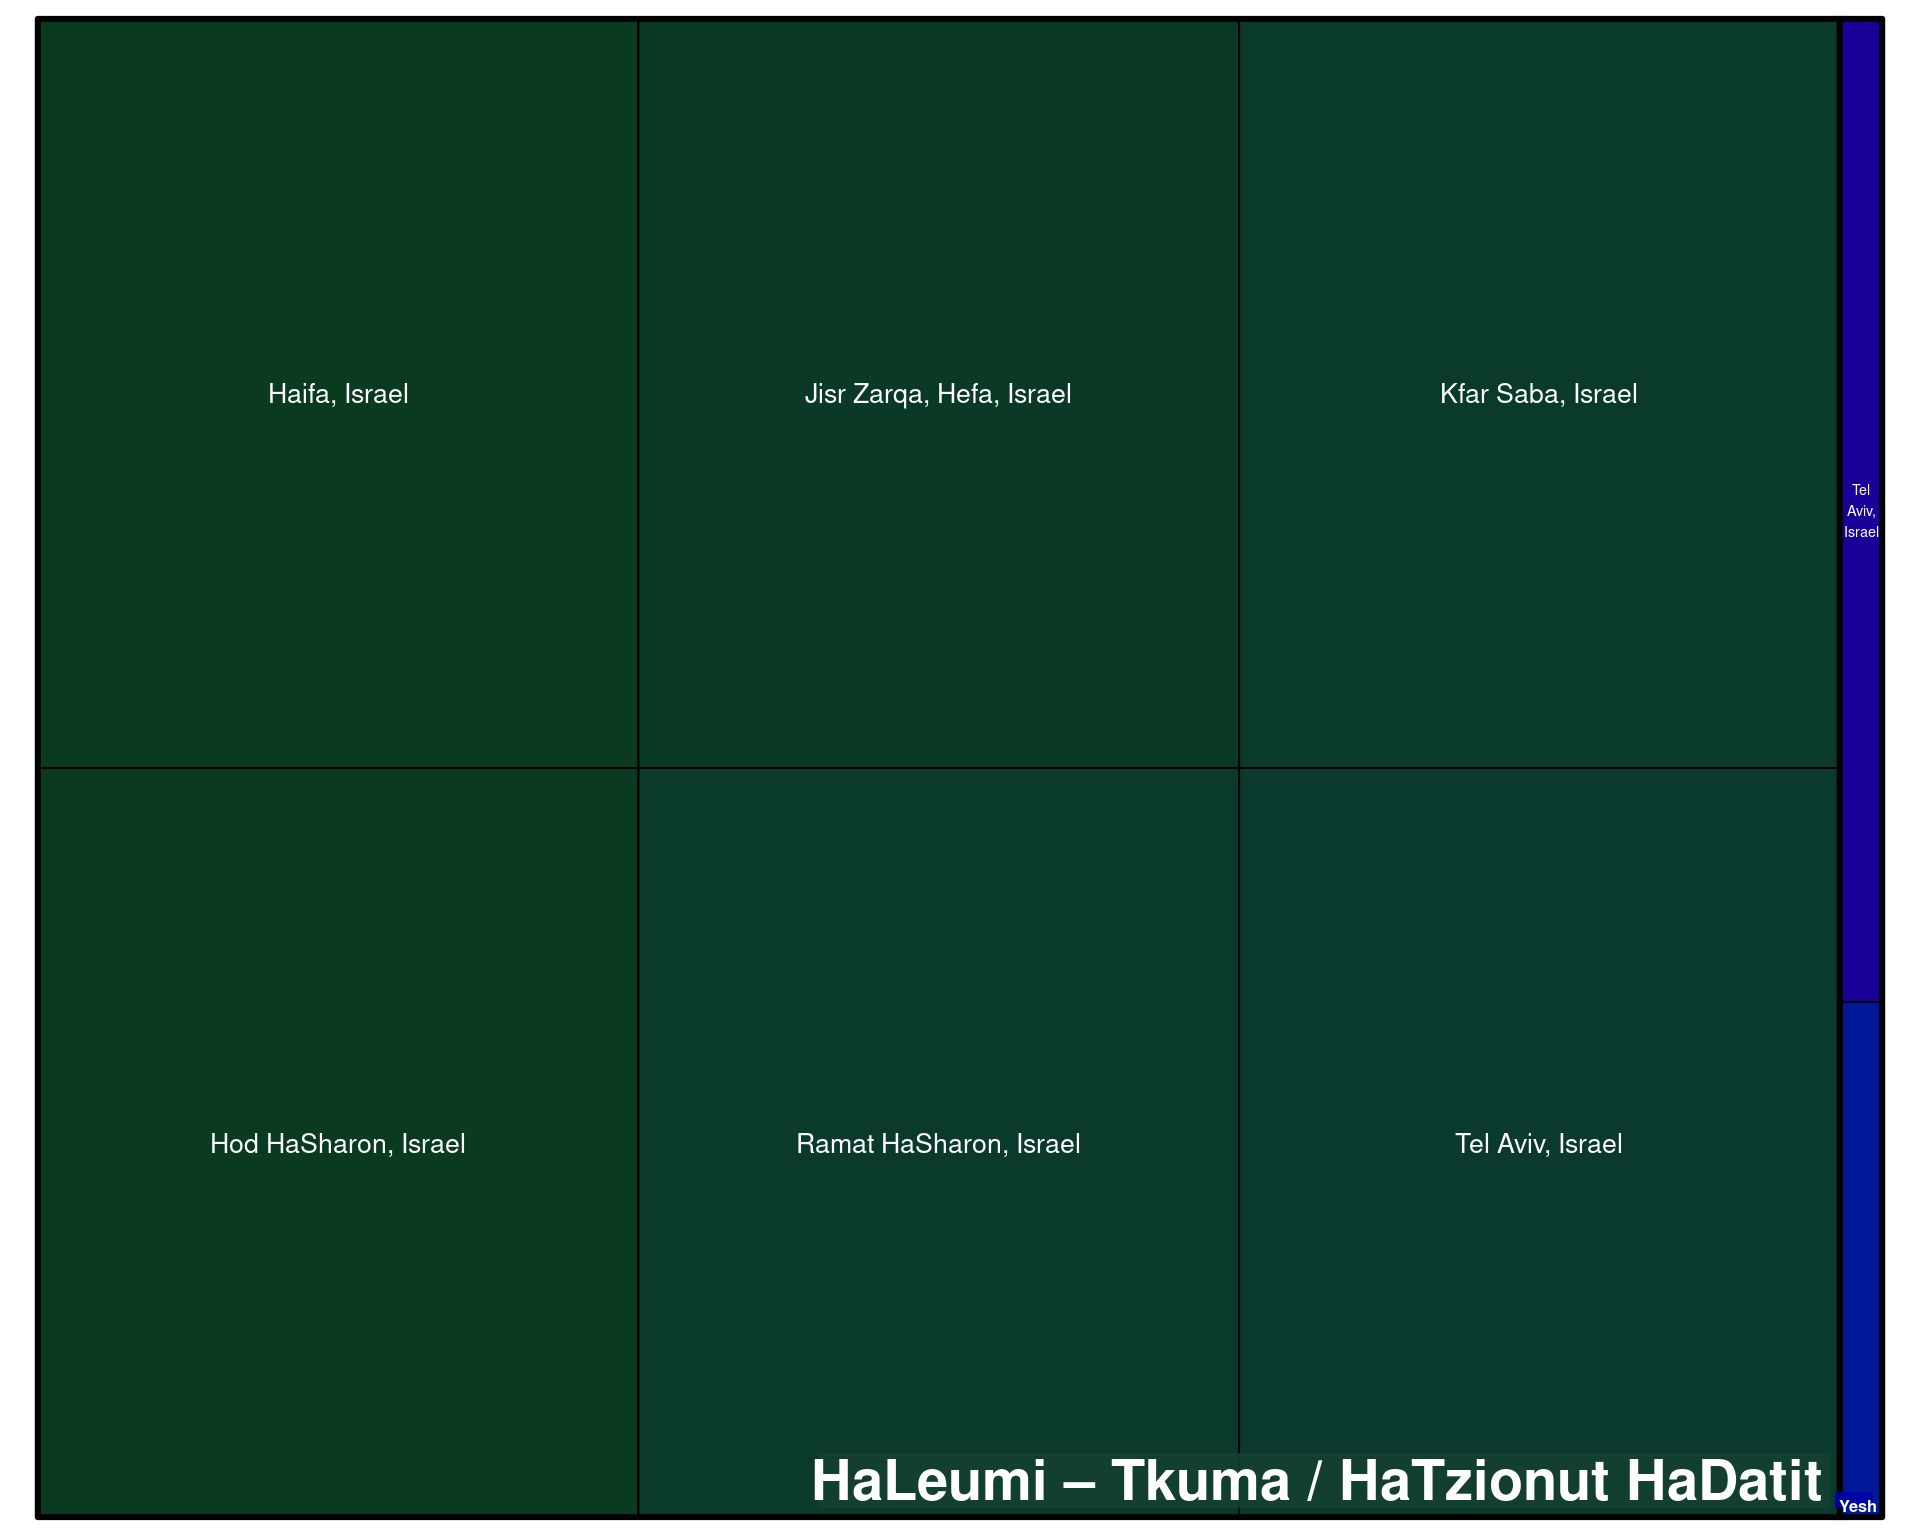 Haifa, Israel
Jisr Zarqa, Hefa, Israel
Kfar Saba, Israel
Tel
Aviv,
Israel
Hod HaSharon, Israel
Ramat HaSharon, Israel
Tel Aviv, Israel
HaLeumi – Tkuma / HaTzionut HaDatit
Yesh